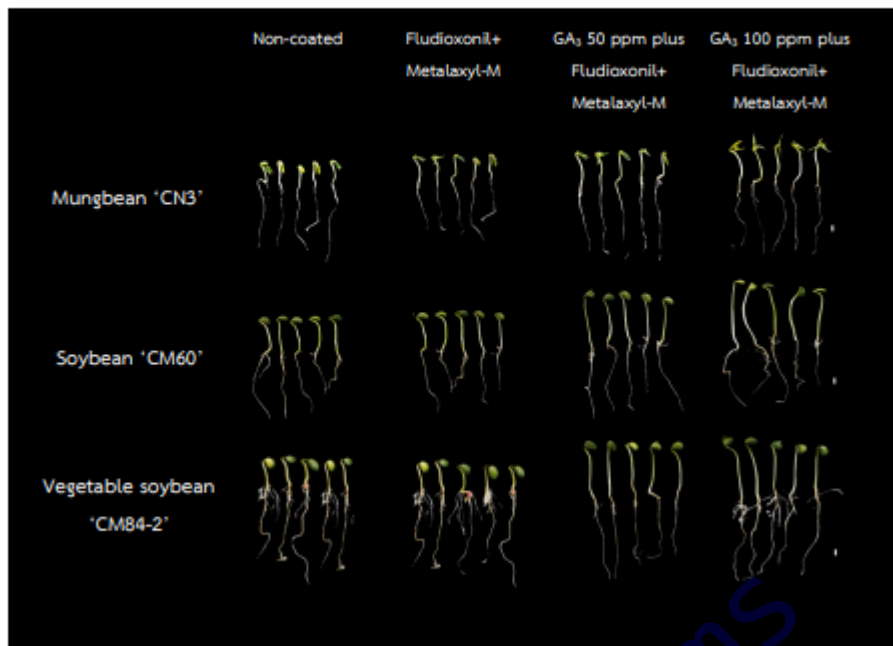 Non-coated
Fludioxonil+
Metalaxyl-M
GA₃ 50 ppm plus
Fludioxonil+
Metalaxyl-M
GA₃ 100 ppm plus
Fludioxonil+
Metalaxyl-M
Mungbean ‘CN3’
Soybean ‘CM60’
Vegetable soybean
‘CM84-2’